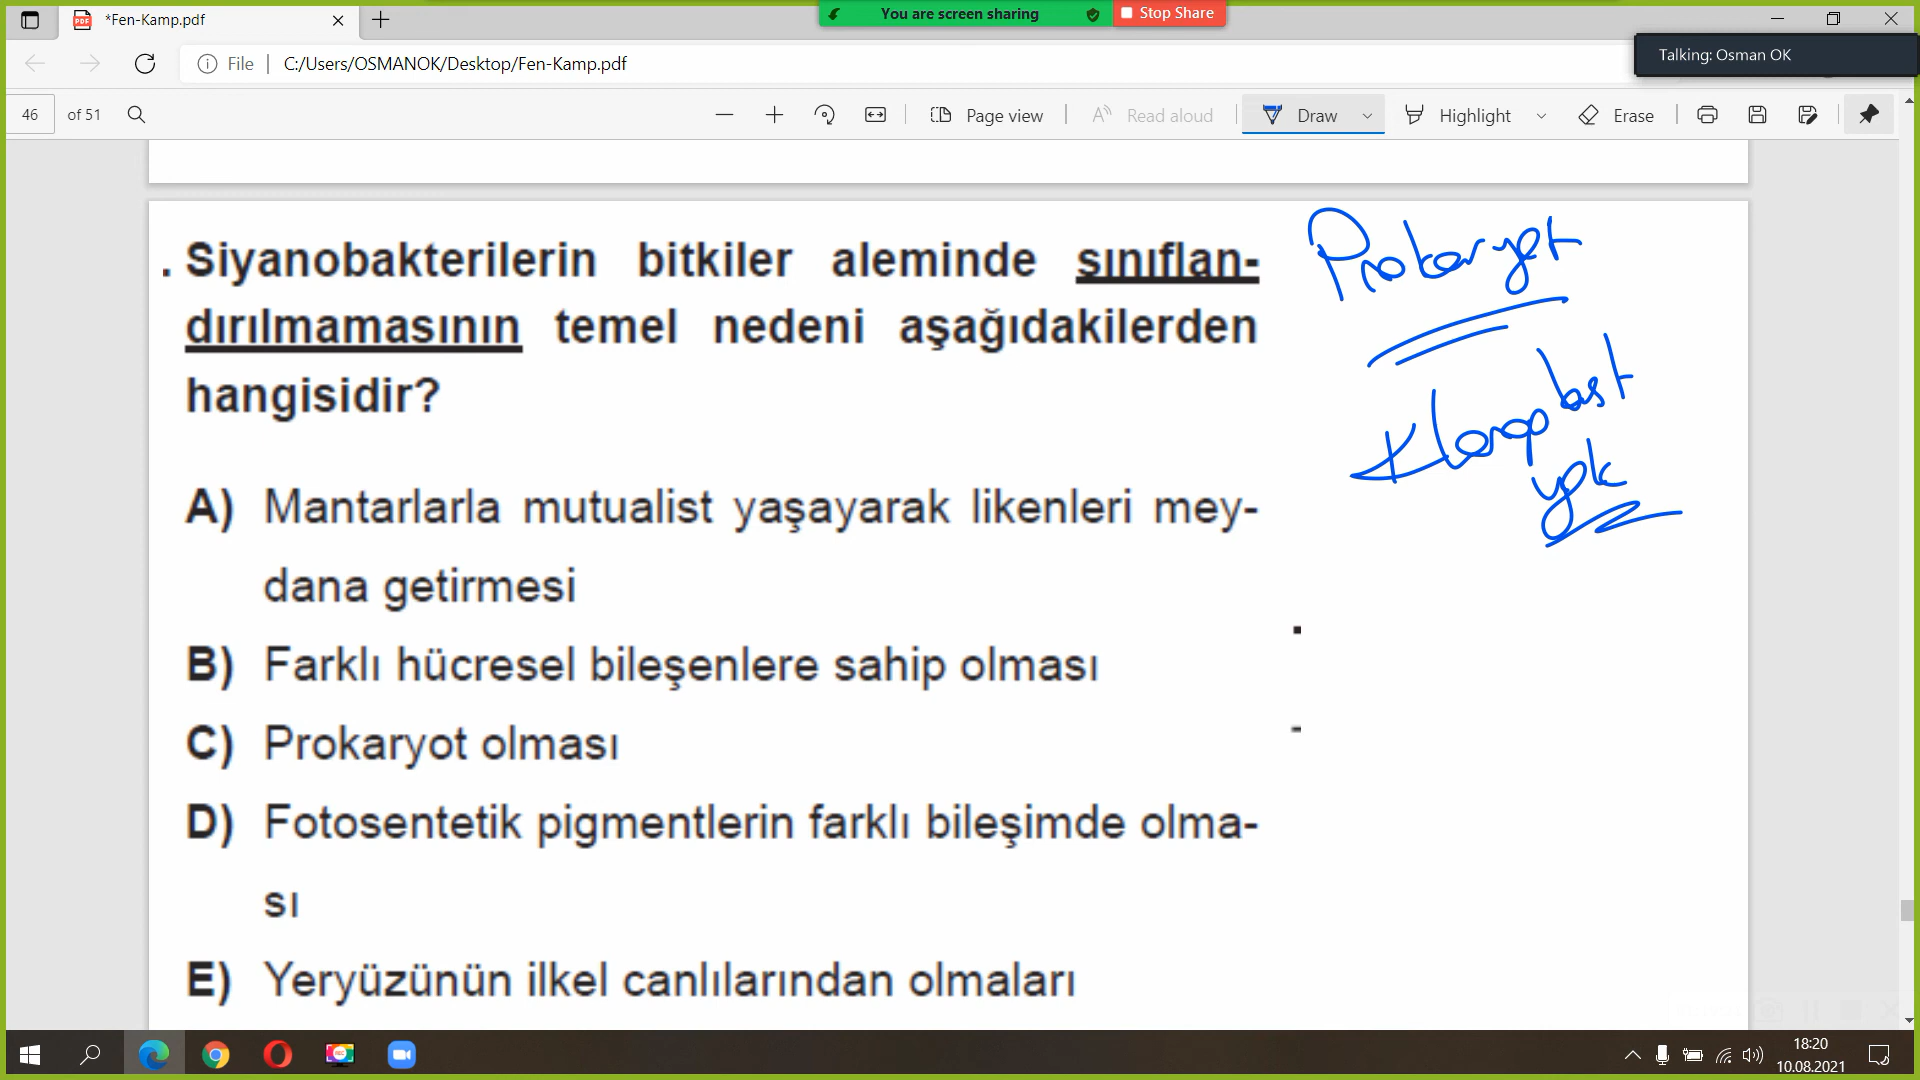 *Fen-Kamp.pdf
You are screen sharing
Stop Share
Talking: Osman OK
File
C:/Users/OSMANOK/Desktop/Fen-Kamp.pdf
46 of 51
Page view
Read aloud
Draw
Highlight
Erase
. Siyanobakterilerin bitkiler aleminde sınıflan-
dırılmamasının temel nedeni aşağıdakilerden
hangisidir?
A) Mantarlarla mutualist yaşayarak likenleri mey-
dana getirmesi
B) Farklı hücresel bileşenlere sahip olması
C) Prokaryot olması
D) Fotosentetik pigmentlerin farklı bileşimde olma-
sı
E) Yeryüzünün ilkel canlılarından olmaları
Prokaryot
Kloroplast
yok
18:20
10.08.2021